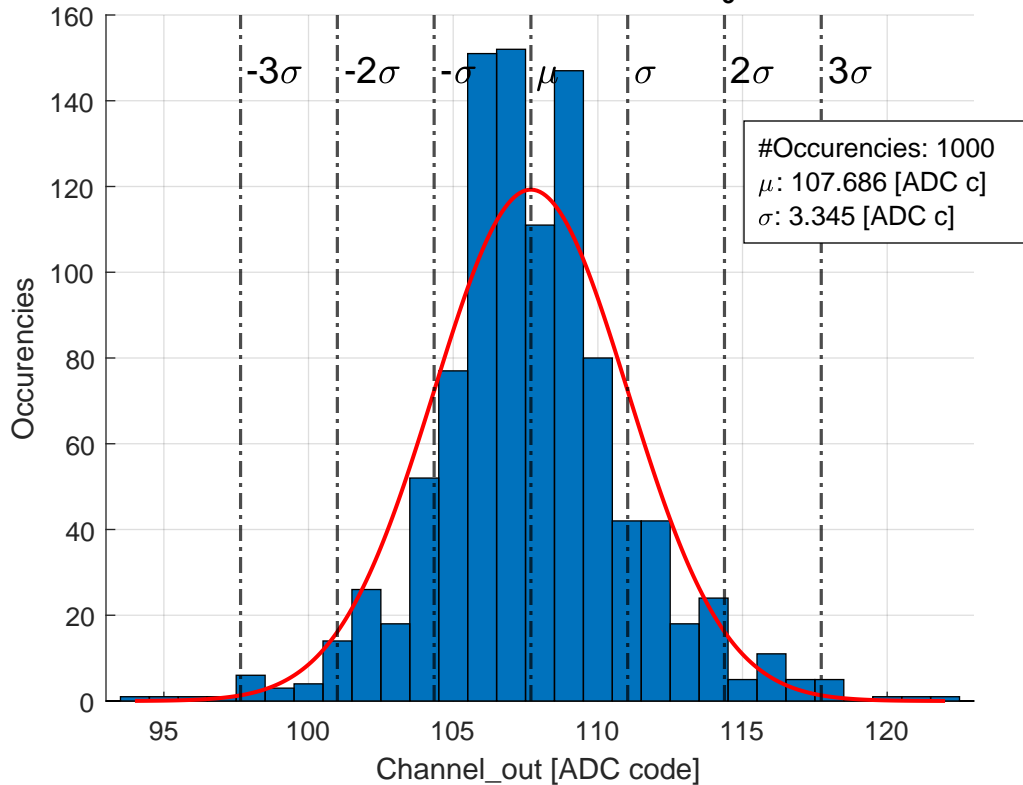 160
140
120
100
80
60
40
20
0
Occurencies
-3σ
-2σ
-σ
μ
σ
2σ
3σ
#Occurencies: 1000
μ: 107.686 [ADC c]
σ: 3.345 [ADC c]
95
100
105
110
115
120
Channel_out [ADC code]